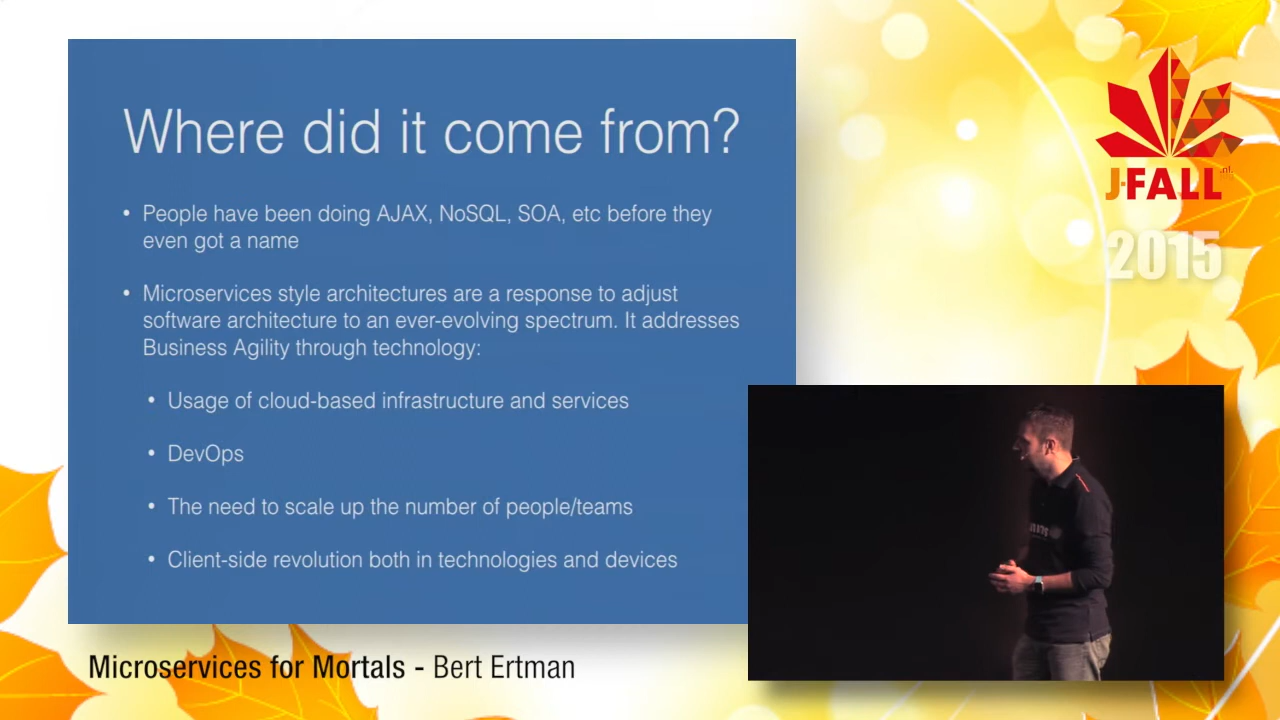 Where did it come from?
• People have been doing AJAX, NoSQL, SOA, etc before they
even got a name
• Microservices style architectures are a response to adjust
software architecture to an ever-evolving spectrum. It addresses
Business Agility through technology:
• Usage of cloud-based infrastructure and services
• DevOps
• The need to scale up the number of people/teams
• Client-side revolution both in technologies and devices
J-FALL.nl
2015
Microservices for Mortals - Bert Ertman